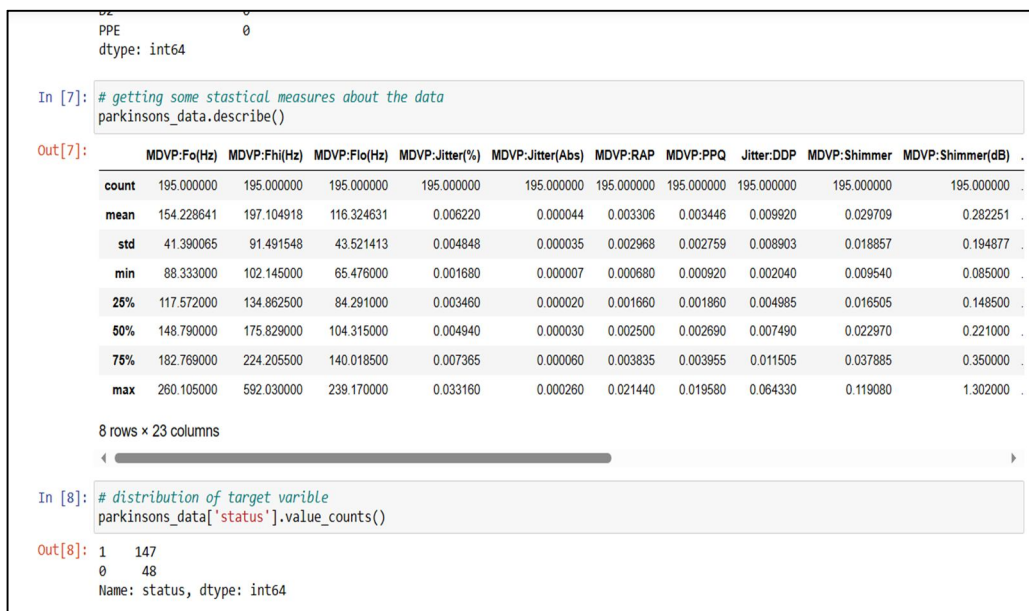 PPE 0
dtype: int64
In [7]: # getting some stastical measures about the data
parkinsons_data.describe()
Out[7]:
MDVP:Fo(Hz) MDVP:Fhi(Hz) MDVP:Flo(Hz) MDVP:Jitter(%) MDVP:Jitter(Abs) MDVP:RAP MDVP:PPQ Jitter:DDP MDVP:Shimmer MDVP:Shimmer(dB) .
count 195.000000 195.000000 195.000000 195.000000 195.000000 195.000000 195.000000 195.000000 195.000000 195.000000 .
mean 154.228641 197.104918 116.324631 0.006220 0.000044 0.003306 0.003446 0.009920 0.029709 0.282251 .
std 41.390065 91.491548 43.521413 0.004848 0.000035 0.002968 0.002759 0.008903 0.018857 0.194877 .
min 88.333000 102.145000 65.476000 0.001680 0.000007 0.000680 0.000920 0.002040 0.009540 0.085000 .
25% 117.572000 134.862500 84.291000 0.003460 0.000020 0.001660 0.001860 0.004985 0.016505 0.148500 .
50% 148.790000 175.829000 104.315000 0.004940 0.000030 0.002500 0.002690 0.007490 0.022970 0.221000 .
75% 182.769000 224.205500 140.018500 0.007365 0.000060 0.003835 0.003955 0.011505 0.037885 0.350000 .
max 260.105000 592.030000 239.170000 0.033160 0.000260 0.021440 0.019580 0.064330 0.119080 1.302000 .
8 rows × 23 columns
In [8]: # distribution of target varible
parkinsons_data['status'].value_counts()
Out[8]: 1 147
0 48
Name: status, dtype: int64